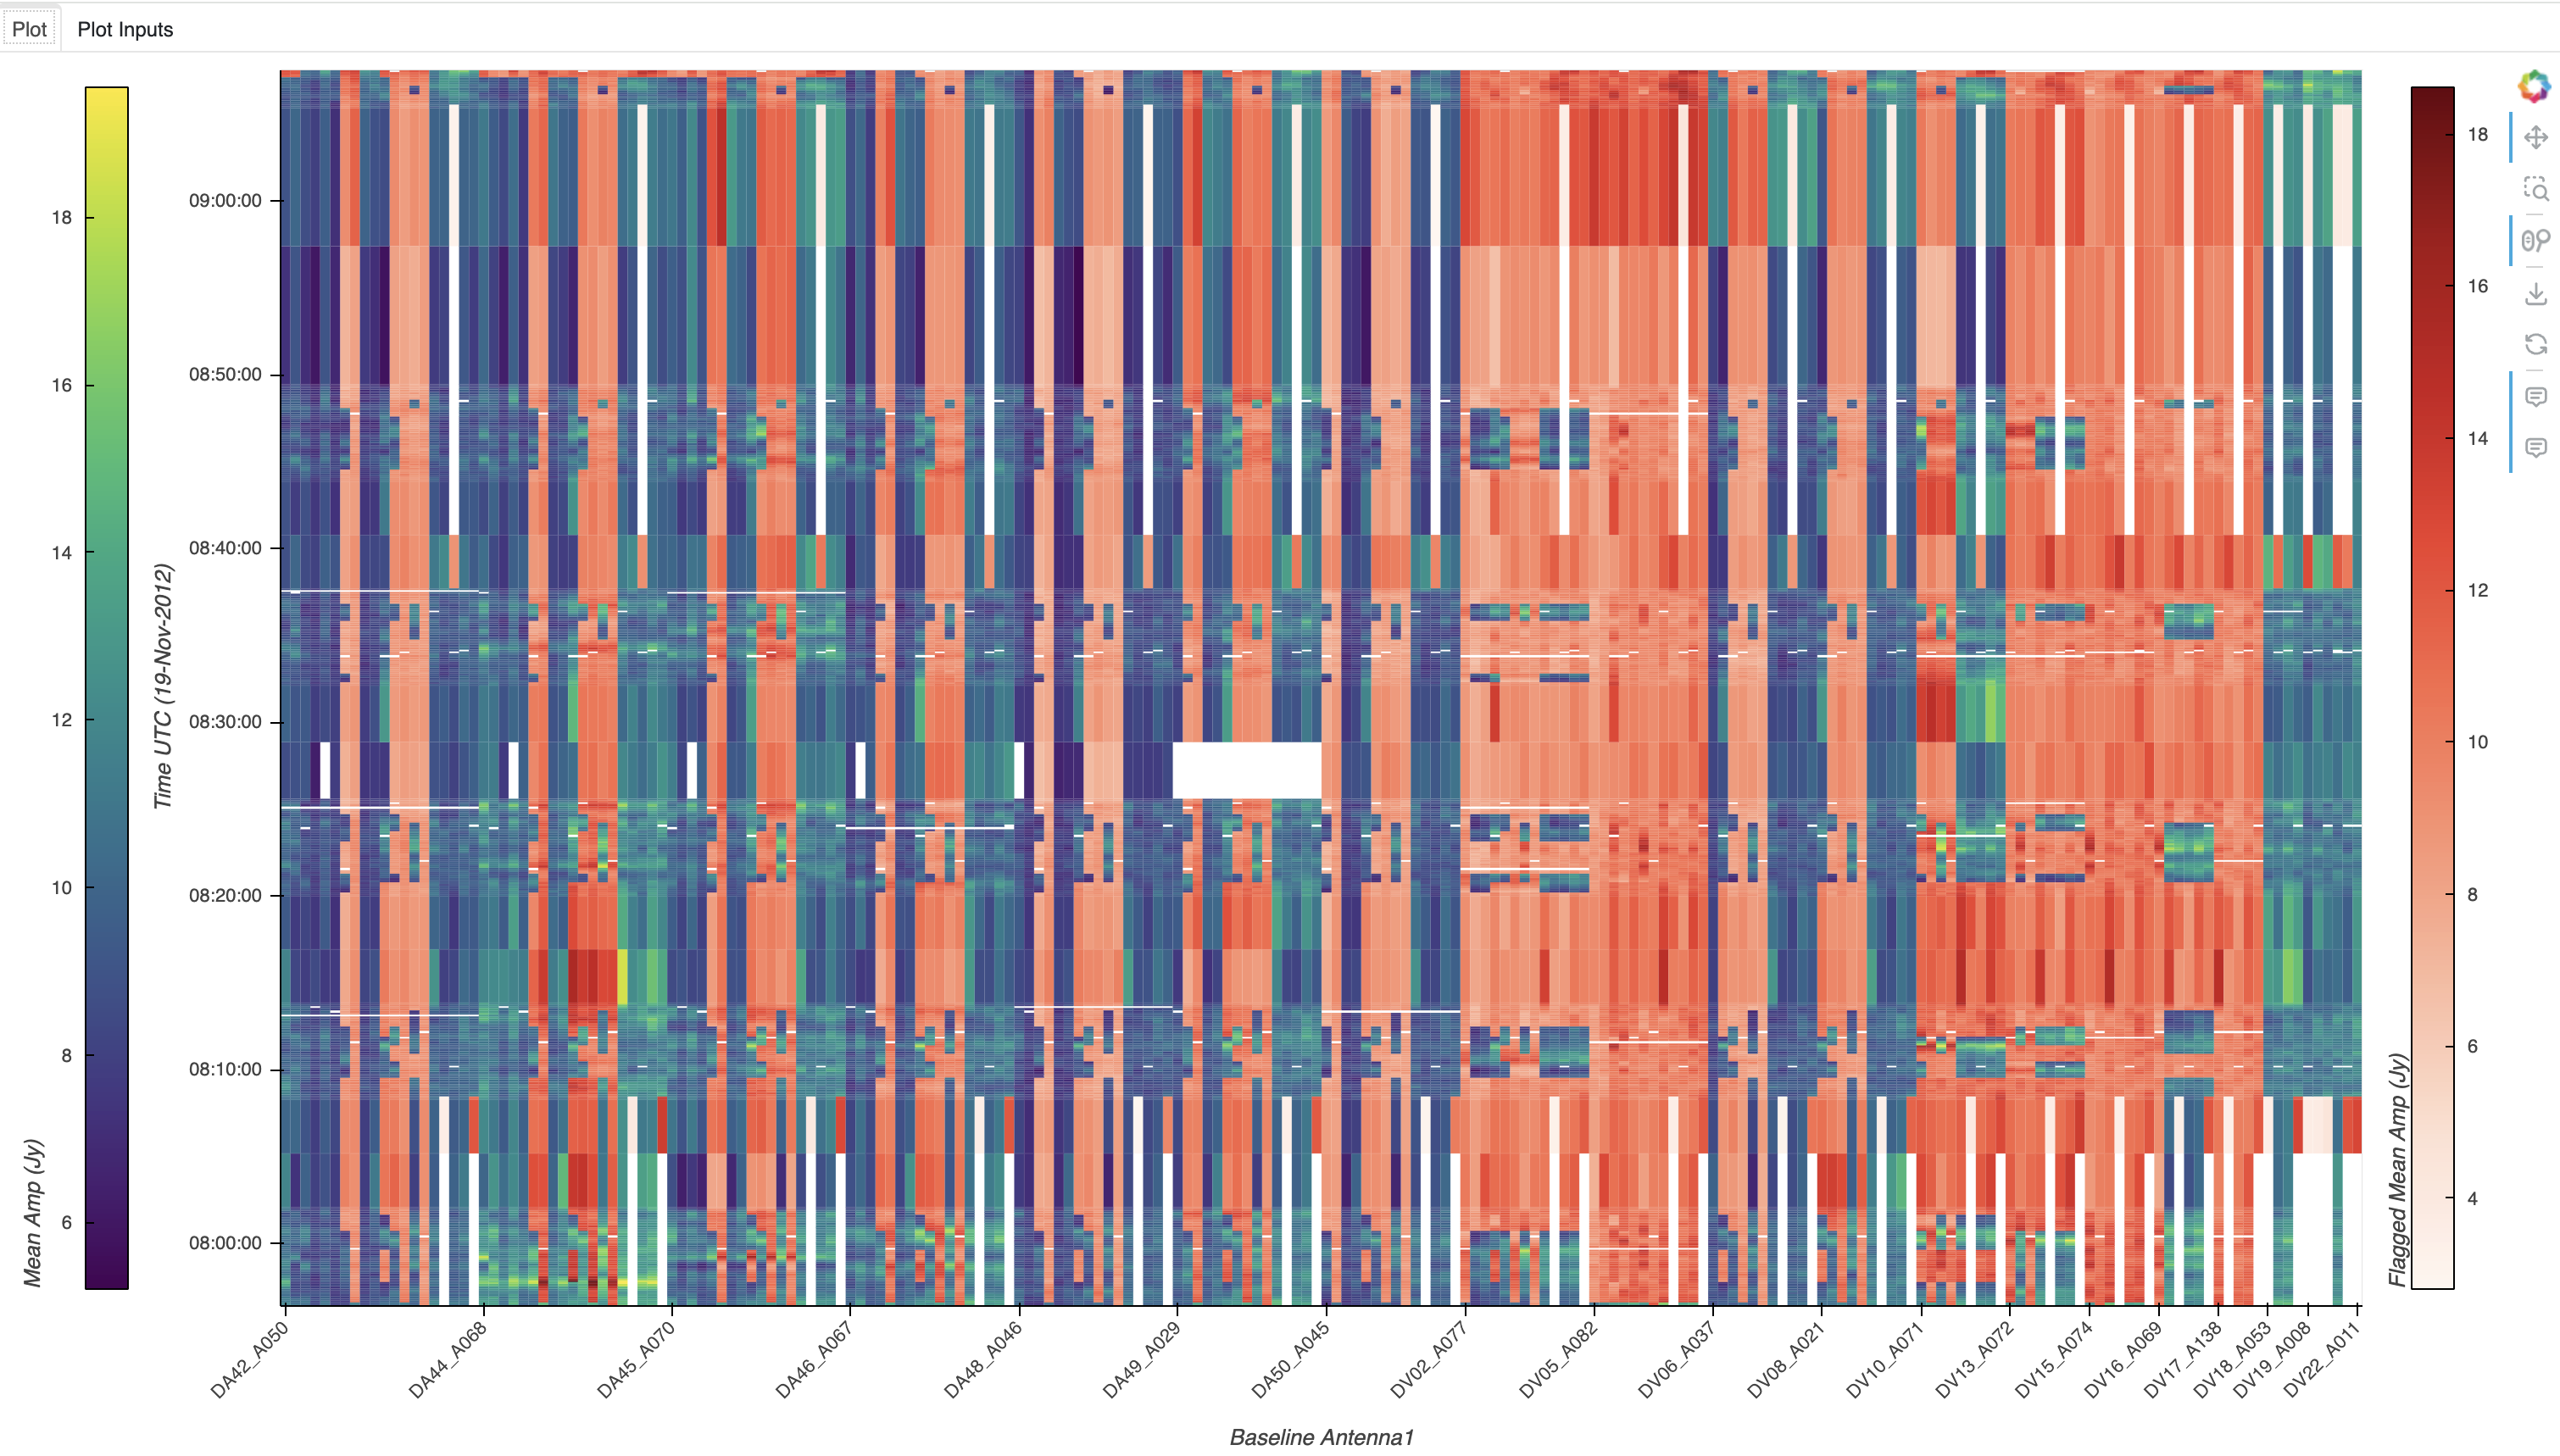 Plot Plot Inputs
18
16
14
12
10
8
6
Mean Amp (Jy)
Time UTC (19-Nov-2012)
09:00:00
08:50:00
08:40:00
08:30:00
08:20:00
08:10:00
08:00:00
DA42_A050
DA44_A068
DA45_A070
DA46_A067
DA48_A046
DA49_A029
DA50_A045
DV02_A077
DV05_A082
DV06_A037
DV08_A021
DV10_A071
DV13_A072
DV15_A074
DV16_A069
DV17_A138
DV18_A053
DV19_A008
DV22_A011
Baseline Antenna1
Flagged Mean Amp (Jy)
18
16
14
12
10
8
6
4